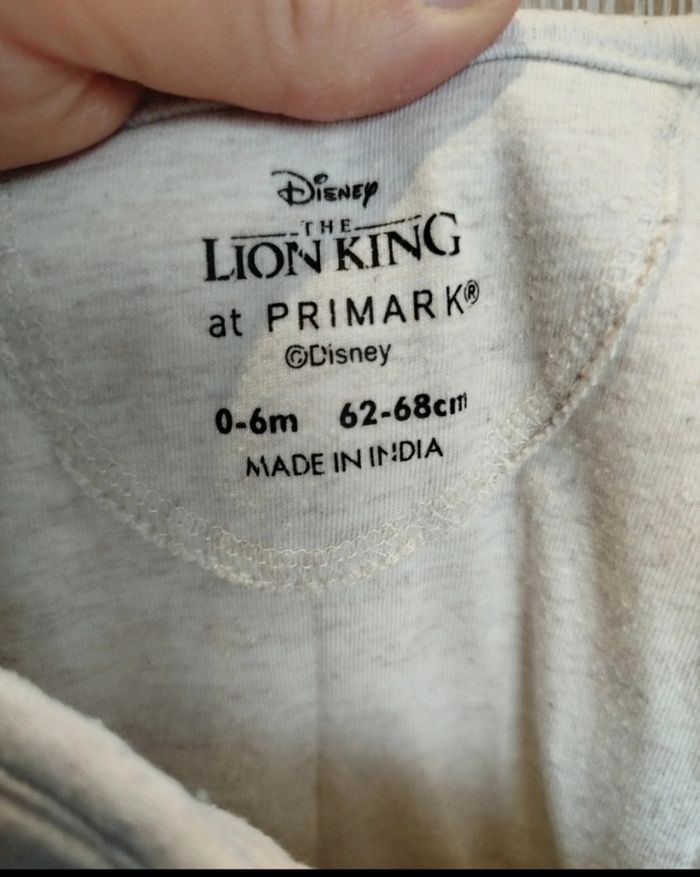 Disney
THE
LION KING
at PRIMARK®
©Disney
0-6m 62-68cm
MADE IN INDIA